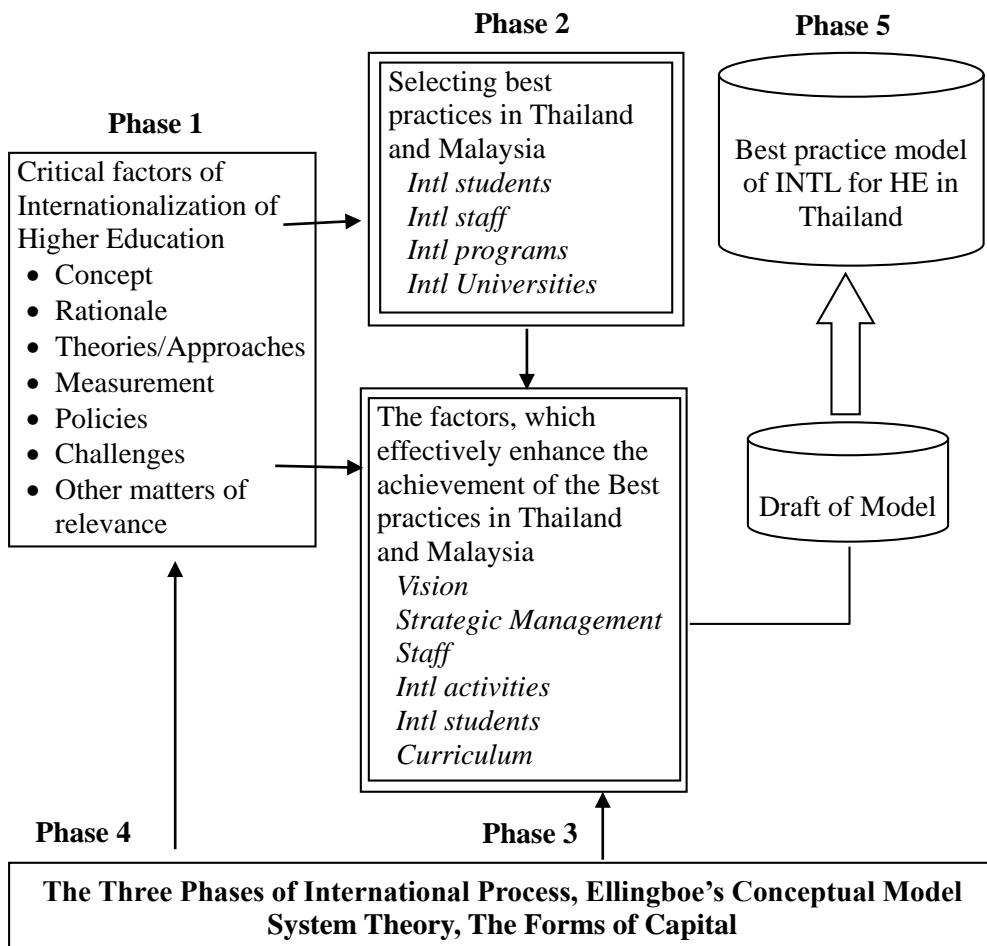 Phase 1
Critical factors of
Internationalization of
Higher Education
• Concept
• Rationale
• Theories/Approaches
• Measurement
• Policies
• Challenges
• Other matters of
relevance
Phase 2
Selecting best
practices in Thailand
and Malaysia
Intl students
Intl staff
Intl programs
Intl Universities
The factors, which
effectively enhance the
achievement of the Best
practices in Thailand
and Malaysia
Vision
Strategic Management
Staff
Intl activities
Intl students
Curriculum
Phase 3
Phase 5
Best practice model
of INTL for HE in
Thailand
Draft of Model
Phase 4
The Three Phases of International Process, Ellingboe's Conceptual Model
System Theory, The Forms of Capital